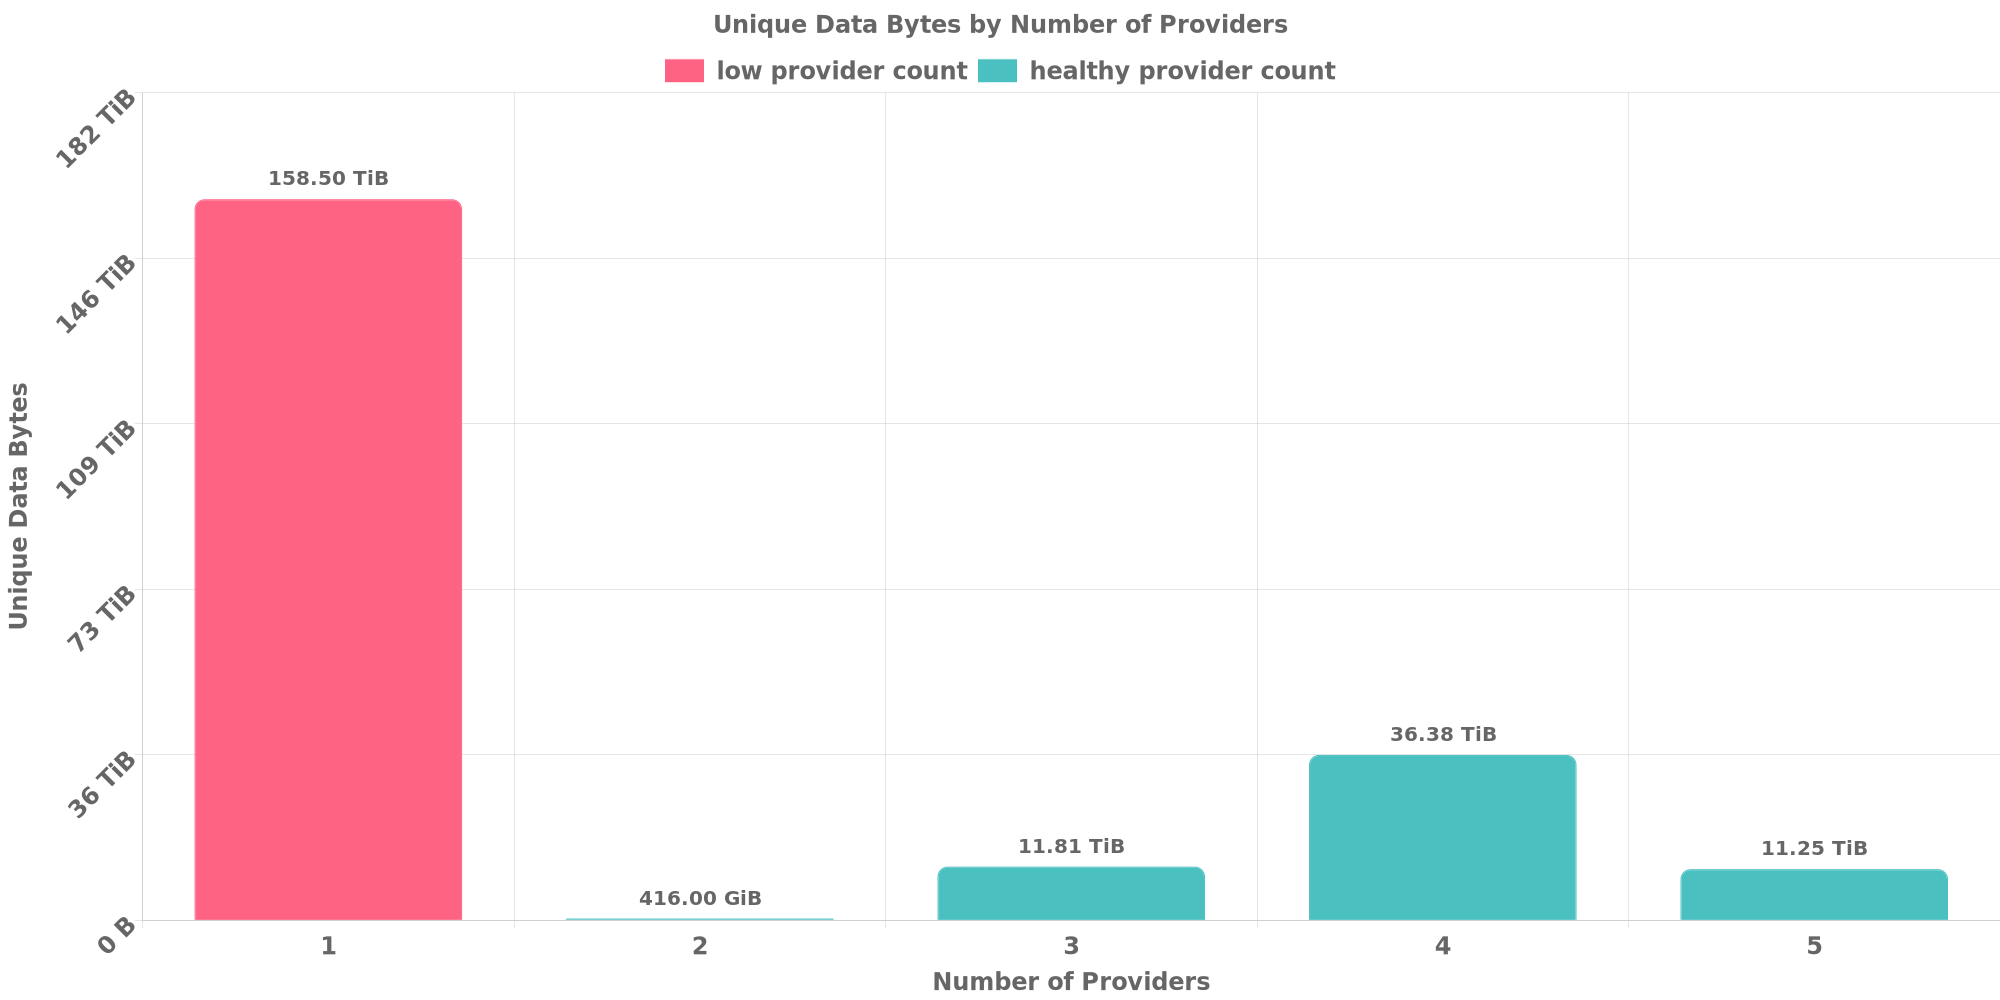 Unique Data Bytes by Number of Providers
low provider count
healthy provider count
182 TiB
146 TiB
109 TiB
73 TiB
36 TiB
0 B
Unique Data Bytes
158.50 TiB
416.00 GiB
11.81 TiB
36.38 TiB
11.25 TiB
1
2
3
4
5
Number of Providers